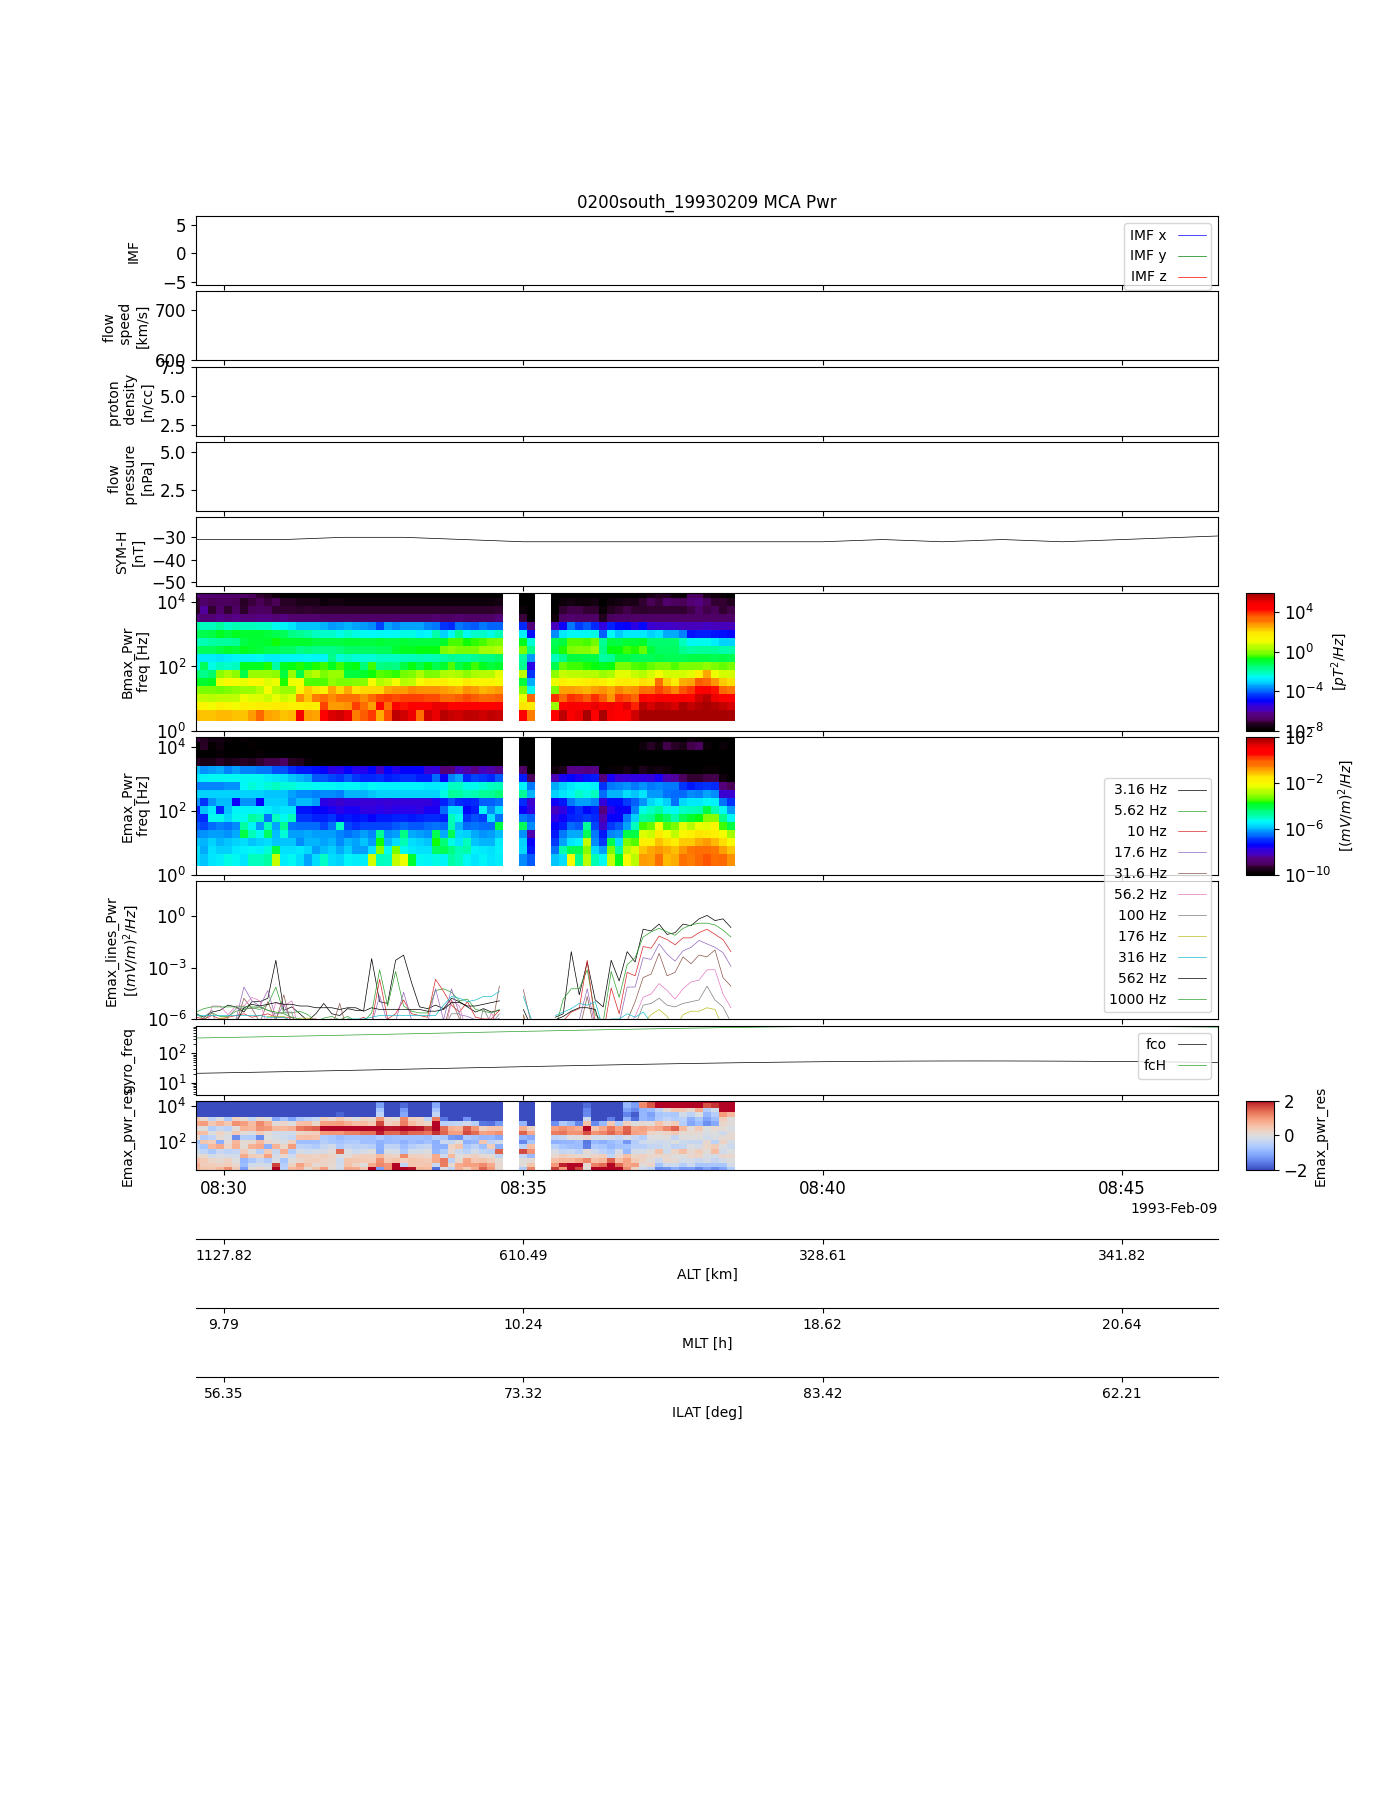 0200south_19930209 MCA Pwr
IMF
5
0
−5
IMF x
IMF y
IMF z
flow
speed
[km/s]
700
600
proton
density
[n/cc]
7.5
5.0
2.5
flow
pressure
[nPa]
5.0
2.5
SYM-H
[nT]
−30
−40
−50
Bmax_Pwr
freq [Hz]
10^4
10^2
10^0
10^4
10^0
10^−4
10^−8
[pT^2/Hz]
Emax_Pwr
freq [Hz]
10^4
10^2
10^0
10^2
10^−2
10^−6
10^−10
[(mV/m)^2/Hz]
3.16 Hz
5.62 Hz
10 Hz
17.6 Hz
31.6 Hz
56.2 Hz
100 Hz
176 Hz
316 Hz
562 Hz
1000 Hz
Emax_lines_Pwr
[(mV/m)^2/Hz]
10^0
10^−3
10^−6
gyro_freq
10^2
10^1
fco
fcH
Emax_pwr_res
10^4
10^2
2
0
−2
Emax_pwr_res
08:30 08:35 08:40 08:45
1993-Feb-09
1127.82 610.49 328.61 341.82
ALT [km]
9.79 10.24 18.62 20.64
MLT [h]
56.35 73.32 83.42 62.21
ILAT [deg]